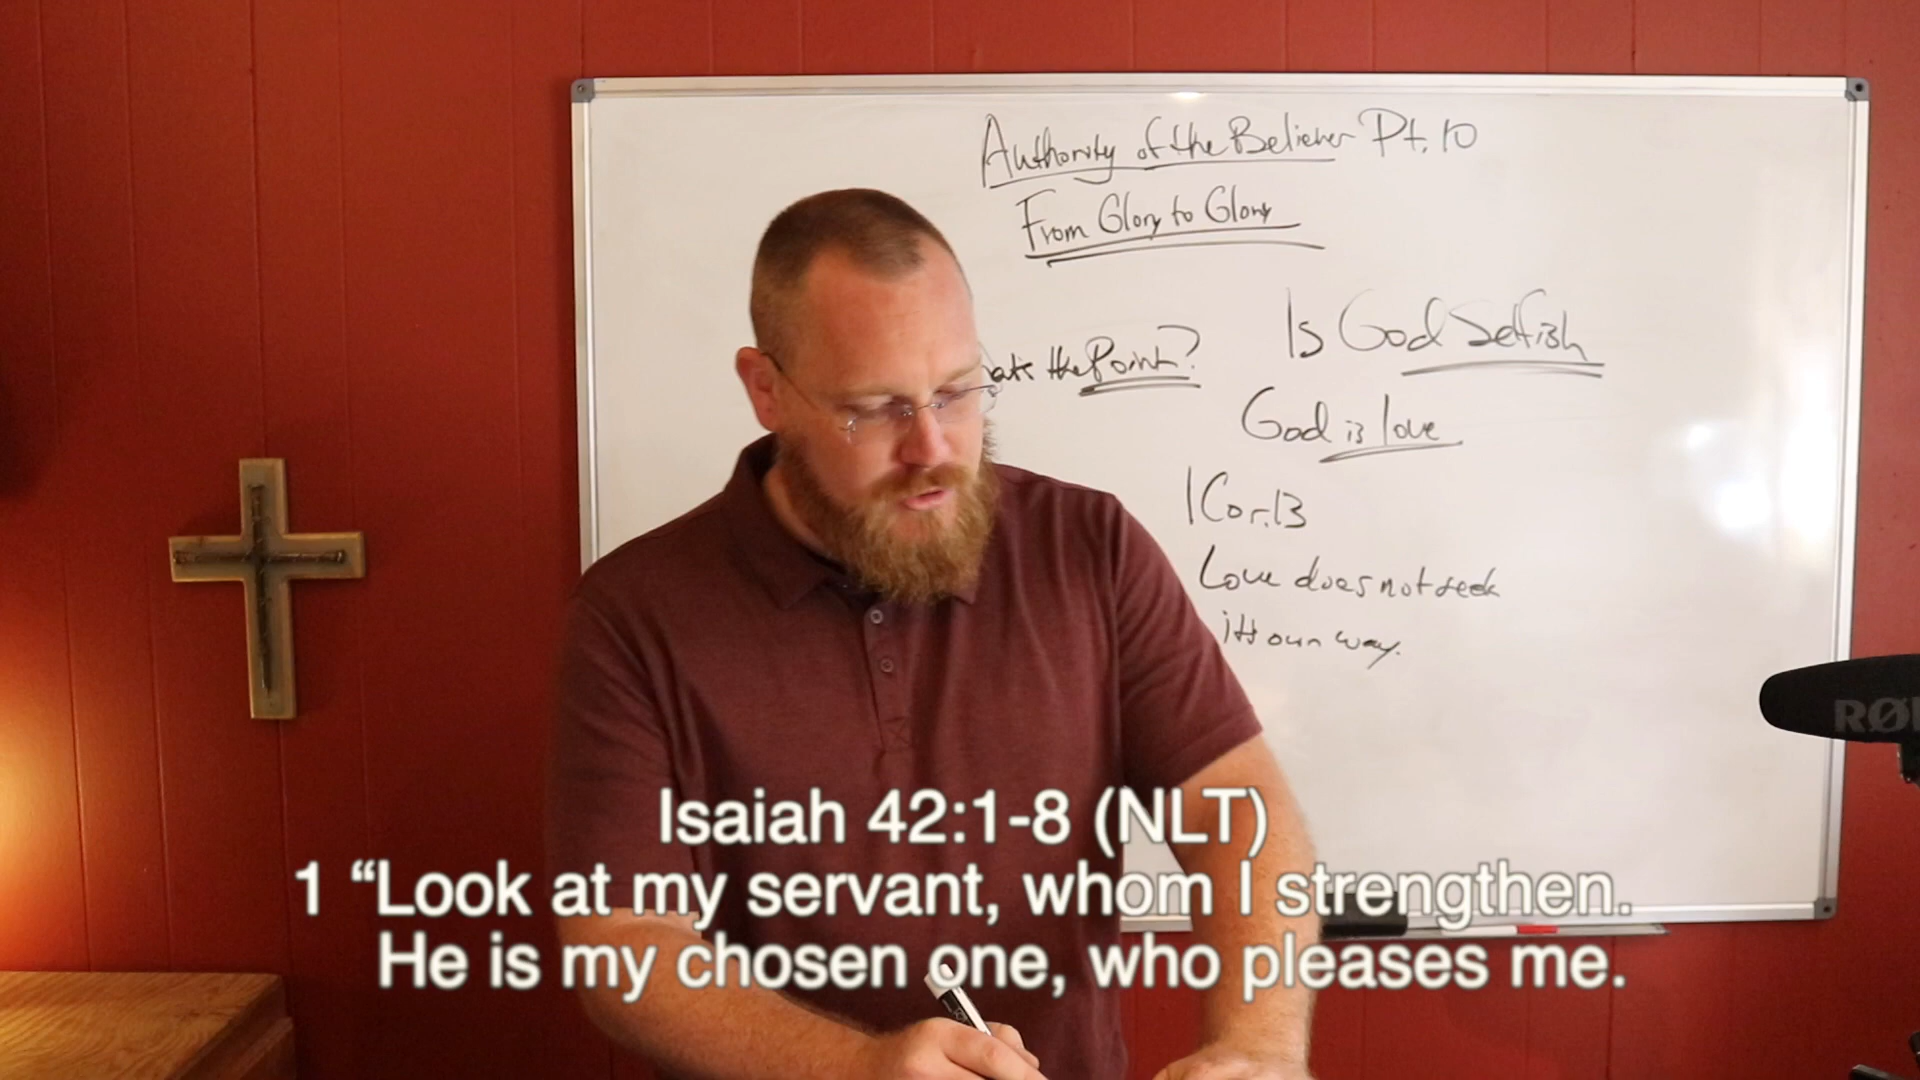 Authority of the Believer Pt. 10
From Glory to Glory
the Point?
Is God Selfish
God is love
1 Cor. 13
Love does not seek
its own way.
RØ
Isaiah 42:1-8 (NLT)
1 “Look at my servant, whom I strengthen.
He is my chosen one, who pleases me.